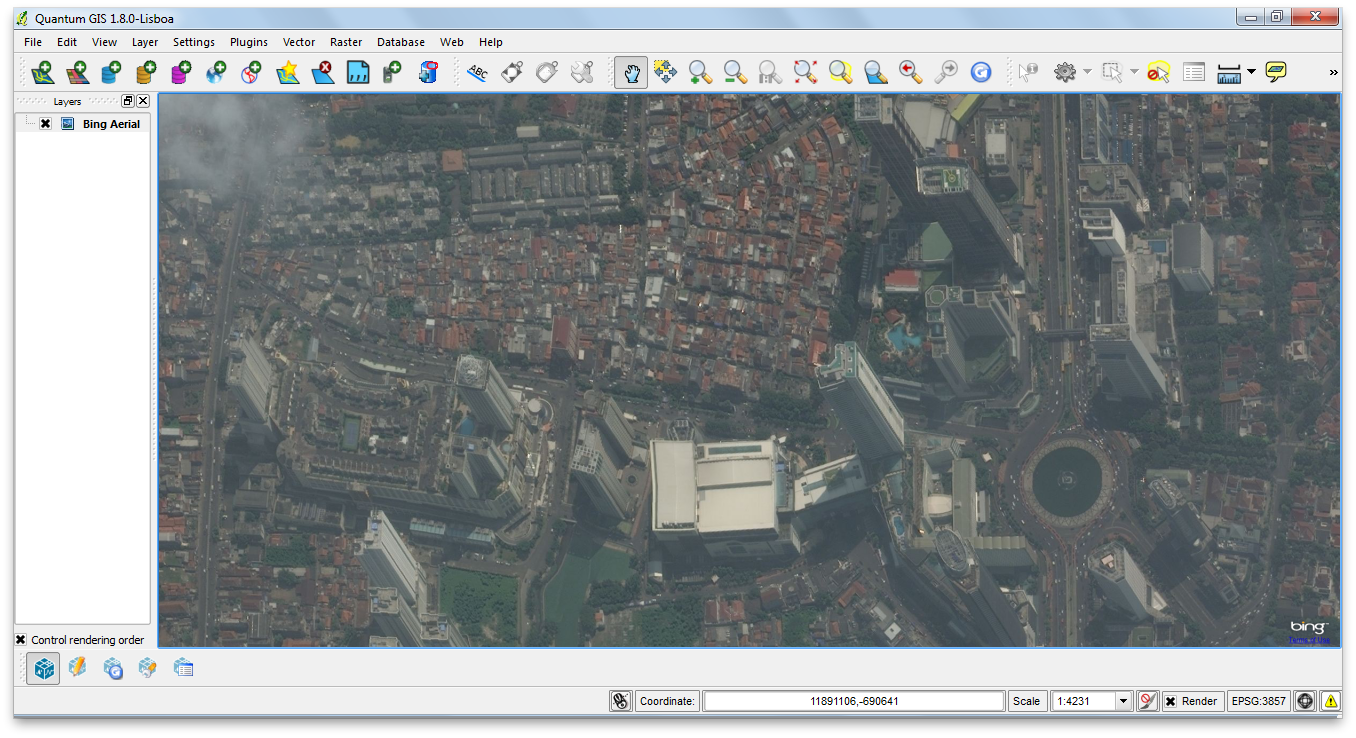 Quantum GIS 1.8.0-Lisboa
File Edit View Layer Settings Plugins Vector Raster Database Web Help
ABC
Layers
Bing Aerial
Control rendering order
bing™
Terms of Use
Coordinate: 11891106,-690641 Scale 1:4231 Render EPSG:3857